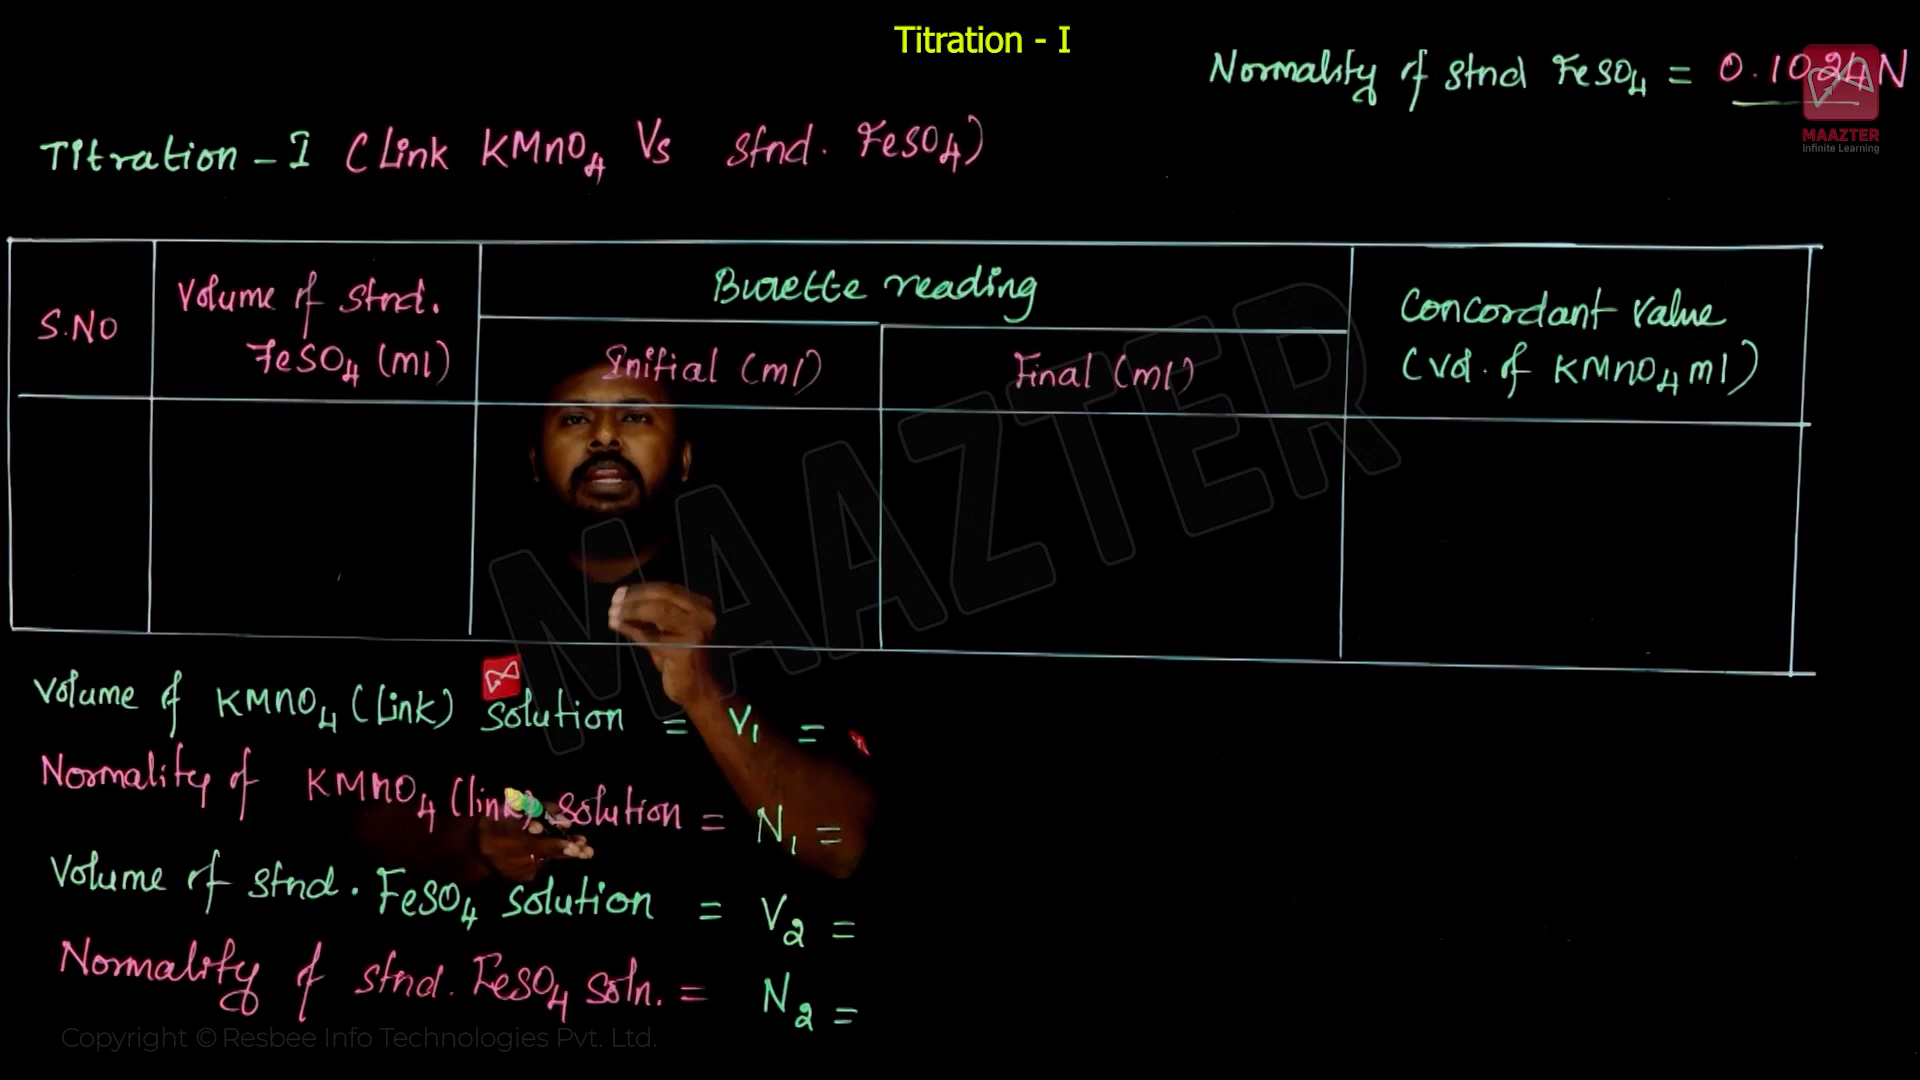 Titration - I
Normality of stnd FeSO4 = 0.1024 N
MAAZTER
Infinite Learning
Titration - I (Link KMnO4 Vs stnd. FeSO4)
S.NO
Volume of stnd.
FeSO4 (ml)
Burette reading
Initial (ml)
Final (ml)
Concordant value
(vol. of KMnO4 ml)
MAAZTER
Volume of KMnO4 (Link) solution = V1 =
Normality of KMnO4 (link) solution = N1 =
Volume of stnd. FeSO4 solution = V2 =
Normality of stnd. FeSO4 soln. = N2 =
Copyright © Resbee Info Technologies Pvt. Ltd.